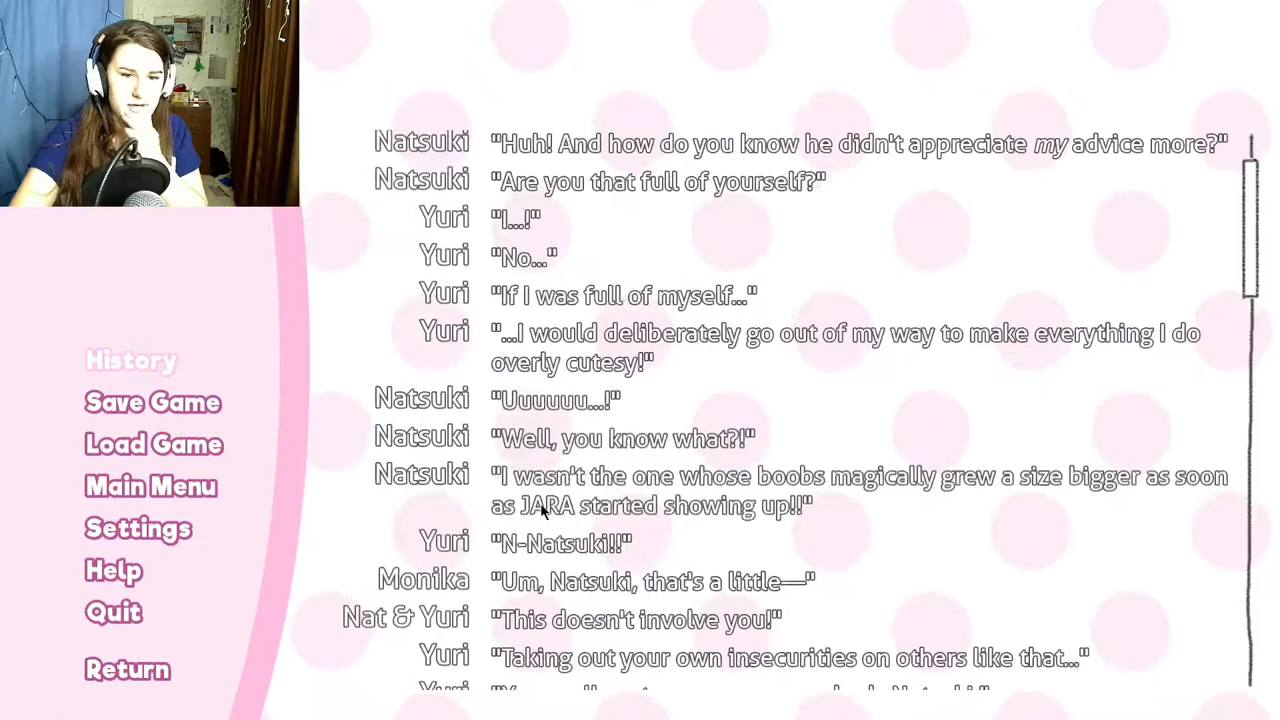 Natsuki "Huh! And how do you know he didn't appreciate my advice more?"
Natsuki "Are you that full of yourself?"
Yuri "I...!"
Yuri "No..."
Yuri "If I was full of myself..."
Yuri "...I would deliberately go out of my way to make everything I do
overly cutesy!"
Natsuki "Uuuuuu...!"
Natsuki "Well, you know what?!"
Natsuki "I wasn't the one whose boobs magically grew a size bigger as soon
as JARA started showing up!!"
Yuri "N-Natsuki!!"
Monika "Um, Natsuki, that's a little—"
Nat & Yuri "This doesn't involve you!"
Yuri "Taking out your own insecurities on others like that..."
History
Save Game
Load Game
Main Menu
Settings
Help
Quit
Return